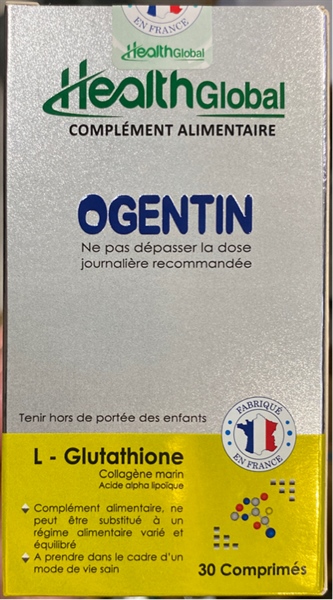 EN FRANCE
HealthGlobal
HealthGlobal
COMPLÉMENT ALIMENTAIRE
OGENTIN
Ne pas dépasser la dose
journalière recommandée
Tenir hors de portée des enfants
FABRIQUÉ
EN FRANCE
L - Glutathione
Collagène marin
Acide alpha lipoïque
Complément alimentaire, ne
peut être substitué à un
régime alimentaire varié et
équilibré
A prendre dans le cadre d'un
mode de vie sain
30 Comprimés